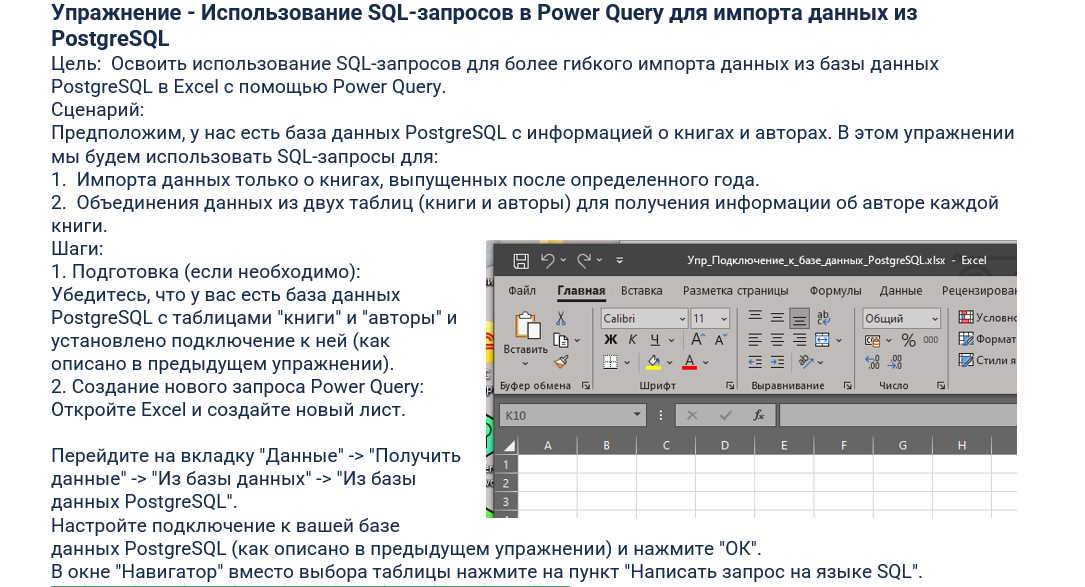 Упражнение - Использование SQL-запросов в Power Query для импорта данных из
PostgreSQL
Цель:  Освоить использование SQL-запросов для более гибкого импорта данных из базы данных
PostgreSQL в Excel с помощью Power Query.
Сценарий:
Предположим, у нас есть база данных PostgreSQL с информацией о книгах и авторах. В этом упражнении
мы будем использовать SQL-запросы для:
1.  Импорта данных только о книгах, выпущенных после определенного года.
2.  Объединения данных из двух таблиц (книги и авторы) для получения информации об авторе каждой
книги.
Шаги:
1. Подготовка (если необходимо):
Убедитесь, что у вас есть база данных
PostgreSQL с таблицами "книги" и "авторы" и
установлено подключение к ней (как
описано в предыдущем упражнении).
2. Создание нового запроса Power Query:
Откройте Excel и создайте новый лист.
Перейдите на вкладку "Данные" -> "Получить
данные" -> "Из базы данных" -> "Из базы
данных PostgreSQL".
Настройте подключение к вашей базе
данных PostgreSQL (как описано в предыдущем упражнении) и нажмите "ОК".
В окне "Навигатор" вместо выбора таблицы нажмите на пункт "Написать запрос на языке SQL".
Упр_Подключение_к_базе_данных_PostgreSQL.xlsx - Excel
Файл Главная Вставка Разметка страницы Формулы Данные Рецензирован
Calibri 11 Общий Условно
Вставить Ж К Ч % 000 Формат
Стили я
Буфер обмена Шрифт Выравнивание Число
K10 fx
A B C D E F G H
1
2
3